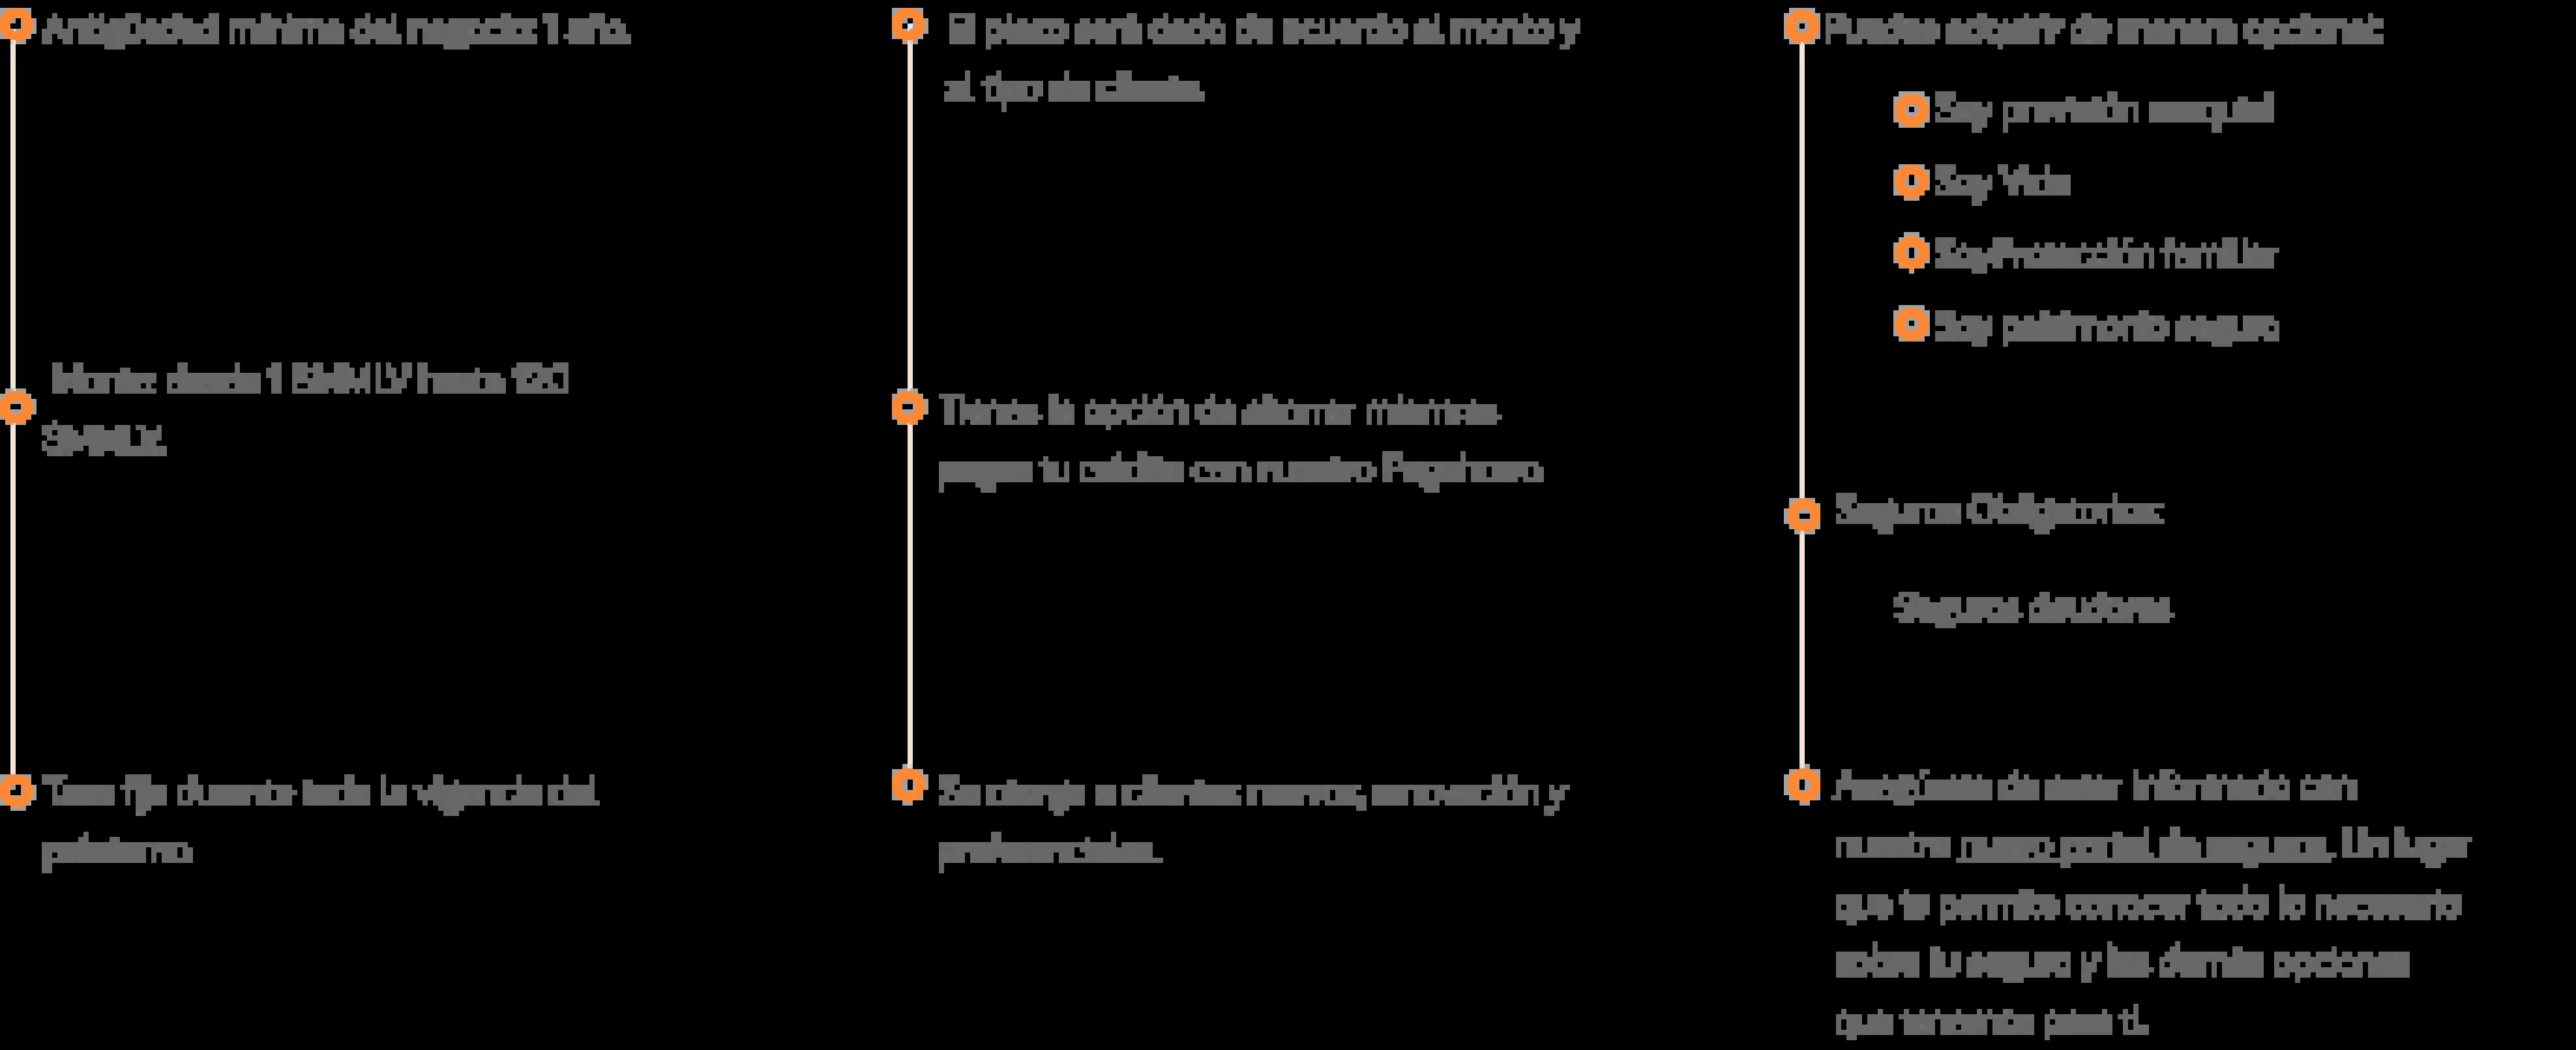 Antigüedad mínima del negocio: 1 año.
Monto: desde 1 SMMLV hasta 120
SMMLV.
Tasa fija durante toda la vigencia del
préstamo.
El plazo será dado de acuerdo al monto y
al tipo de cliente.
Tienes la opción de ahorrar mientras
pagas tu crédito con nuestro Pagahorro
Se otorga a clientes nuevos, renovación y
preferenciales.
Puedes adquirir de manera opcional:
Soy previsión exequial
Soy Vida
Soy Protección familiar
Soy patrimonio seguro
Seguros Obligatorios:
Seguros deudores.
Asegúrate de estar informado con
nuestro nuevo portal de seguros. Un lugar
que te permite conocer todo lo necesario
sobre tu seguro y las demás opciones
que tenemos para ti.